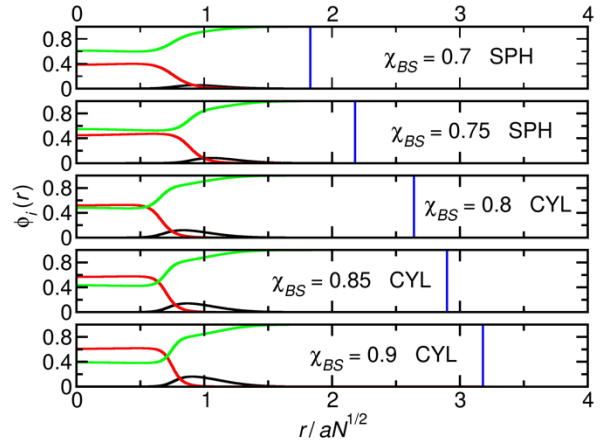 0 1 2 3 4
0.8
0.4
χBS = 0.7 SPH
0.8
0.4
0
χBS = 0.75 SPH
0.8
0.4
0
χBS = 0.8 CYL
ϕi(r)
0.8
0.4
0
χBS = 0.85 CYL
0.8
0.4
0
χBS = 0.9 CYL
0 1 2 3 4
r / aN1/2